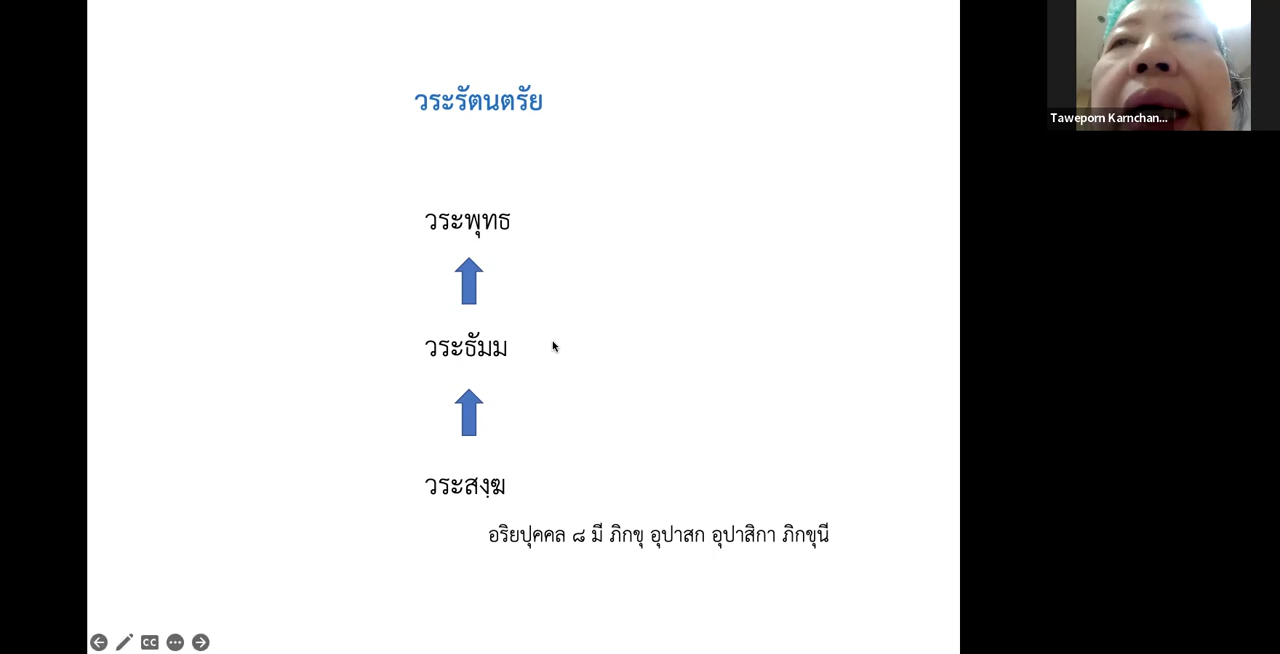 วระรัตนตรัย
วระพุทธ
วระธัมม
วระสงฺฆ
อริยปุคคล ๘ มี ภิกขุ อุปาสก อุปาสิกา ภิกขุนี
Taweporn Karnchan...
CC